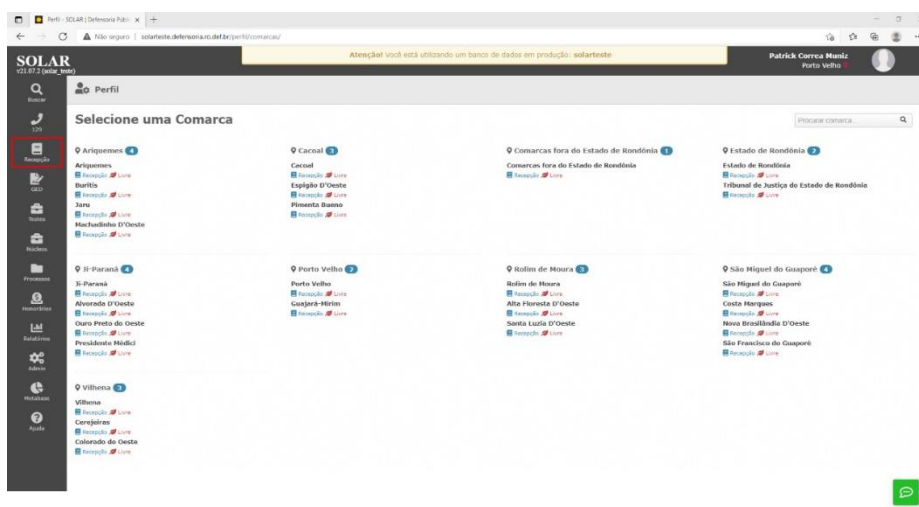 Perfil - SOLAR | Defensoria Públi
Não seguro | solarteste.defensoria.ro.def.br/perfil/comarcas/
SOLAR
v21.07.2 (solar_teste)
Atenção! Você está utilizando um banco de dados em produção: solarteste
Patrick Correa Muniz
Porto Velho
Buscar
129
Recepção
GED
Testes
Núcleos
Processos
Honorários
Relatórios
Admin
Metabase
Ajuda
Perfil
Selecione uma Comarca
Procurar comarca...
Ariquemes 4
Ariquemes
Recepção Livre
Buritis
Recepção Livre
Jaru
Recepção Livre
Machadinho D'Oeste
Recepção Livre
Cacoal 3
Cacoal
Recepção Livre
Espigão D'Oeste
Recepção Livre
Pimenta Bueno
Recepção Livre
Comarcas fora do Estado de Rondônia 1
Comarcas fora do Estado de Rondônia
Recepção Livre
Estado de Rondônia 2
Estado de Rondônia
Recepção Livre
Tribunal de Justiça do Estado de Rondônia
Recepção Livre
Ji-Paraná 4
Ji-Paraná
Recepção Livre
Alvorada D'Oeste
Recepção Livre
Ouro Preto do Oeste
Recepção Livre
Presidente Médici
Recepção Livre
Porto Velho 2
Porto Velho
Recepção Livre
Guajará-Mirim
Recepção Livre
Rolim de Moura 3
Rolim de Moura
Recepção Livre
Alta Floresta D'Oeste
Recepção Livre
Santa Luzia D'Oeste
Recepção Livre
São Miguel do Guaporé 4
São Miguel do Guaporé
Recepção Livre
Costa Marques
Recepção Livre
Nova Brasilândia D'Oeste
Recepção Livre
São Francisco do Guaporé
Recepção Livre
Vilhena 3
Vilhena
Recepção Livre
Cerejeiras
Recepção Livre
Colorado do Oeste
Recepção Livre